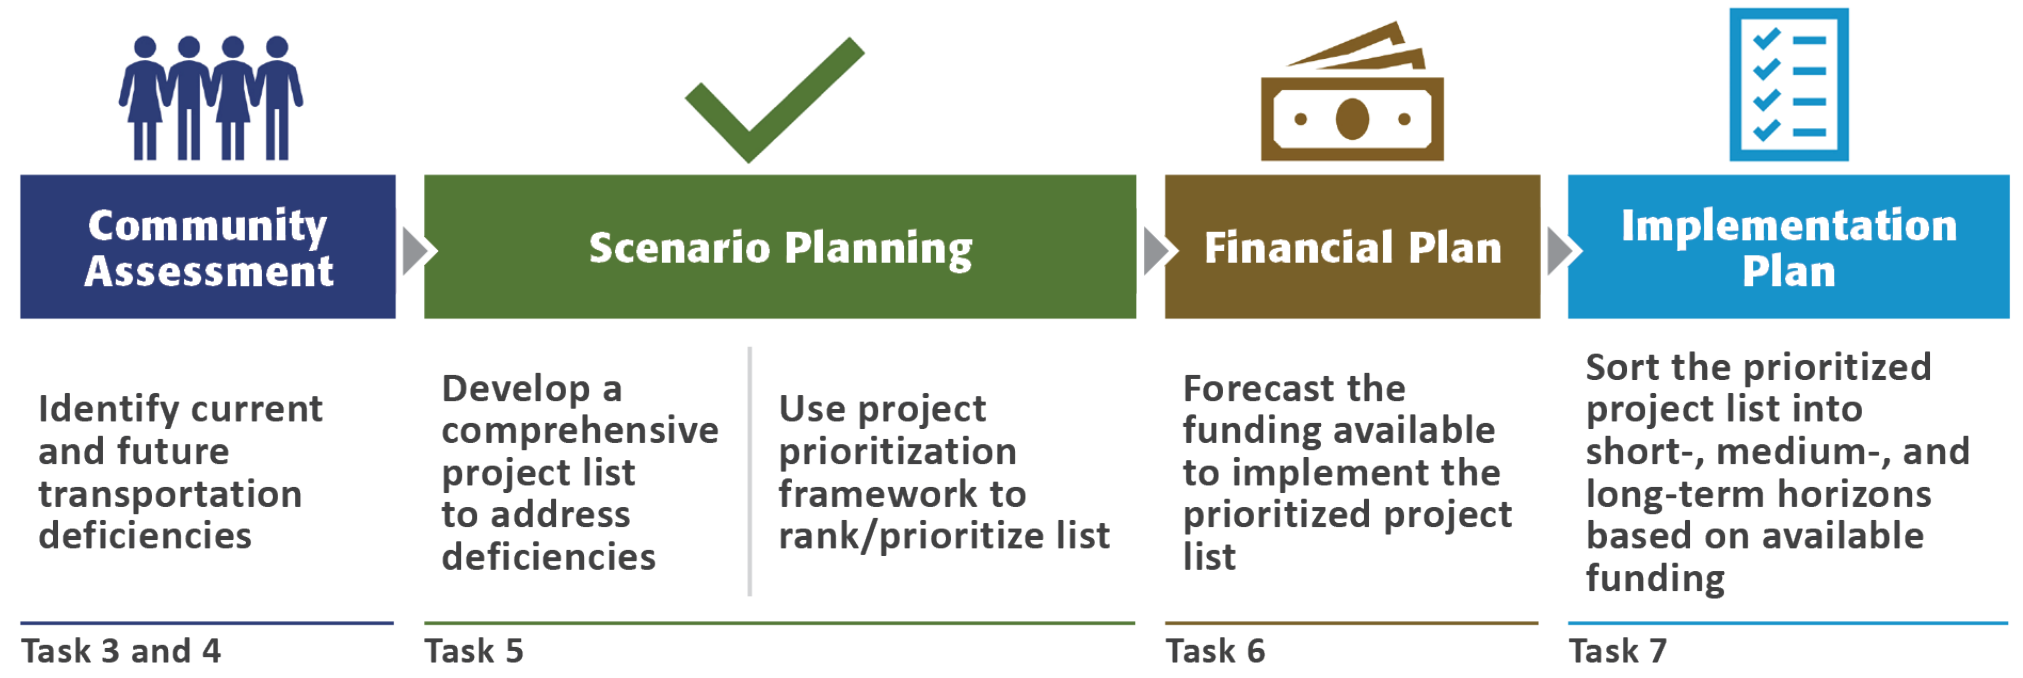 Community
Assessment
Scenario Planning
Financial Plan
Implementation
Plan
Identify current
and future
transportation
deficiencies
Develop a
comprehensive
project list
to address
deficiencies
Use project
prioritization
framework to
rank/prioritize list
Forecast the
funding available
to implement the
prioritized project
list
Sort the prioritized
project list into
short-, medium-, and
long-term horizons
based on available
funding
Task 3 and 4
Task 5
Task 6
Task 7